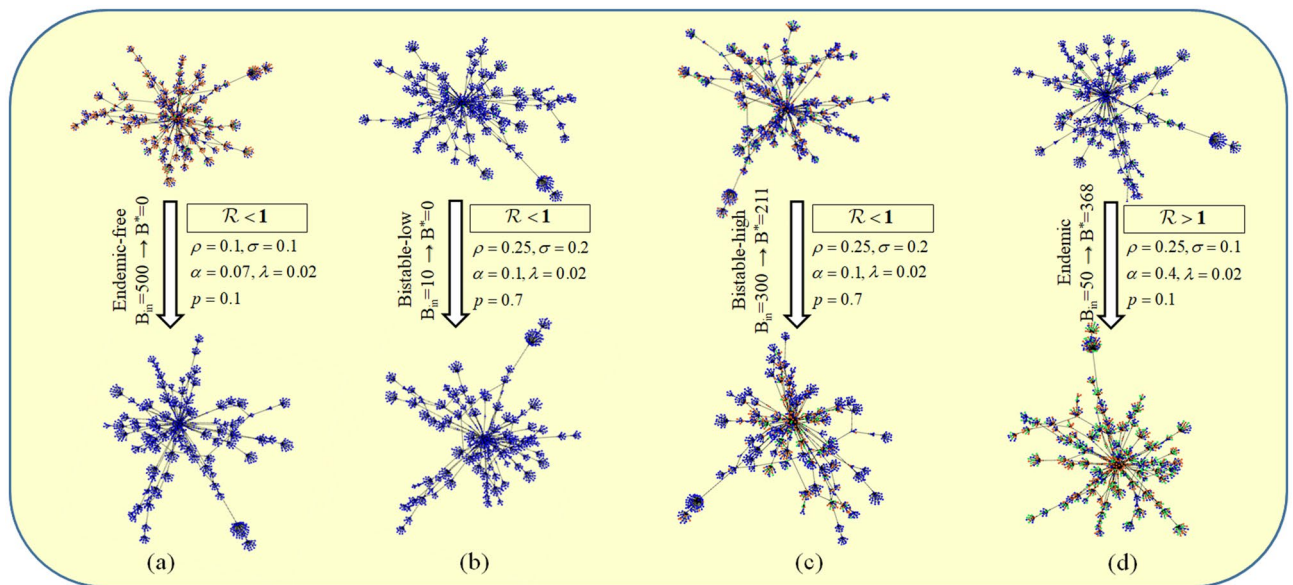 Endemic-free
B_in=500 → B*=0
ℛ < 1
ρ = 0.1, σ = 0.1
α = 0.07, λ = 0.02
p = 0.1
(a)
Bistable-low
B_in=10 → B*=0
ℛ < 1
ρ = 0.25, σ = 0.2
α = 0.1, λ = 0.02
p = 0.7
(b)
Bistable-high
B_in=300 → B*=211
ℛ < 1
ρ = 0.25, σ = 0.2
α = 0.1, λ = 0.02
p = 0.7
(c)
Endemic
B_in=50 → B*=368
ℛ > 1
ρ = 0.25, σ = 0.1
α = 0.4, λ = 0.02
p = 0.1
(d)